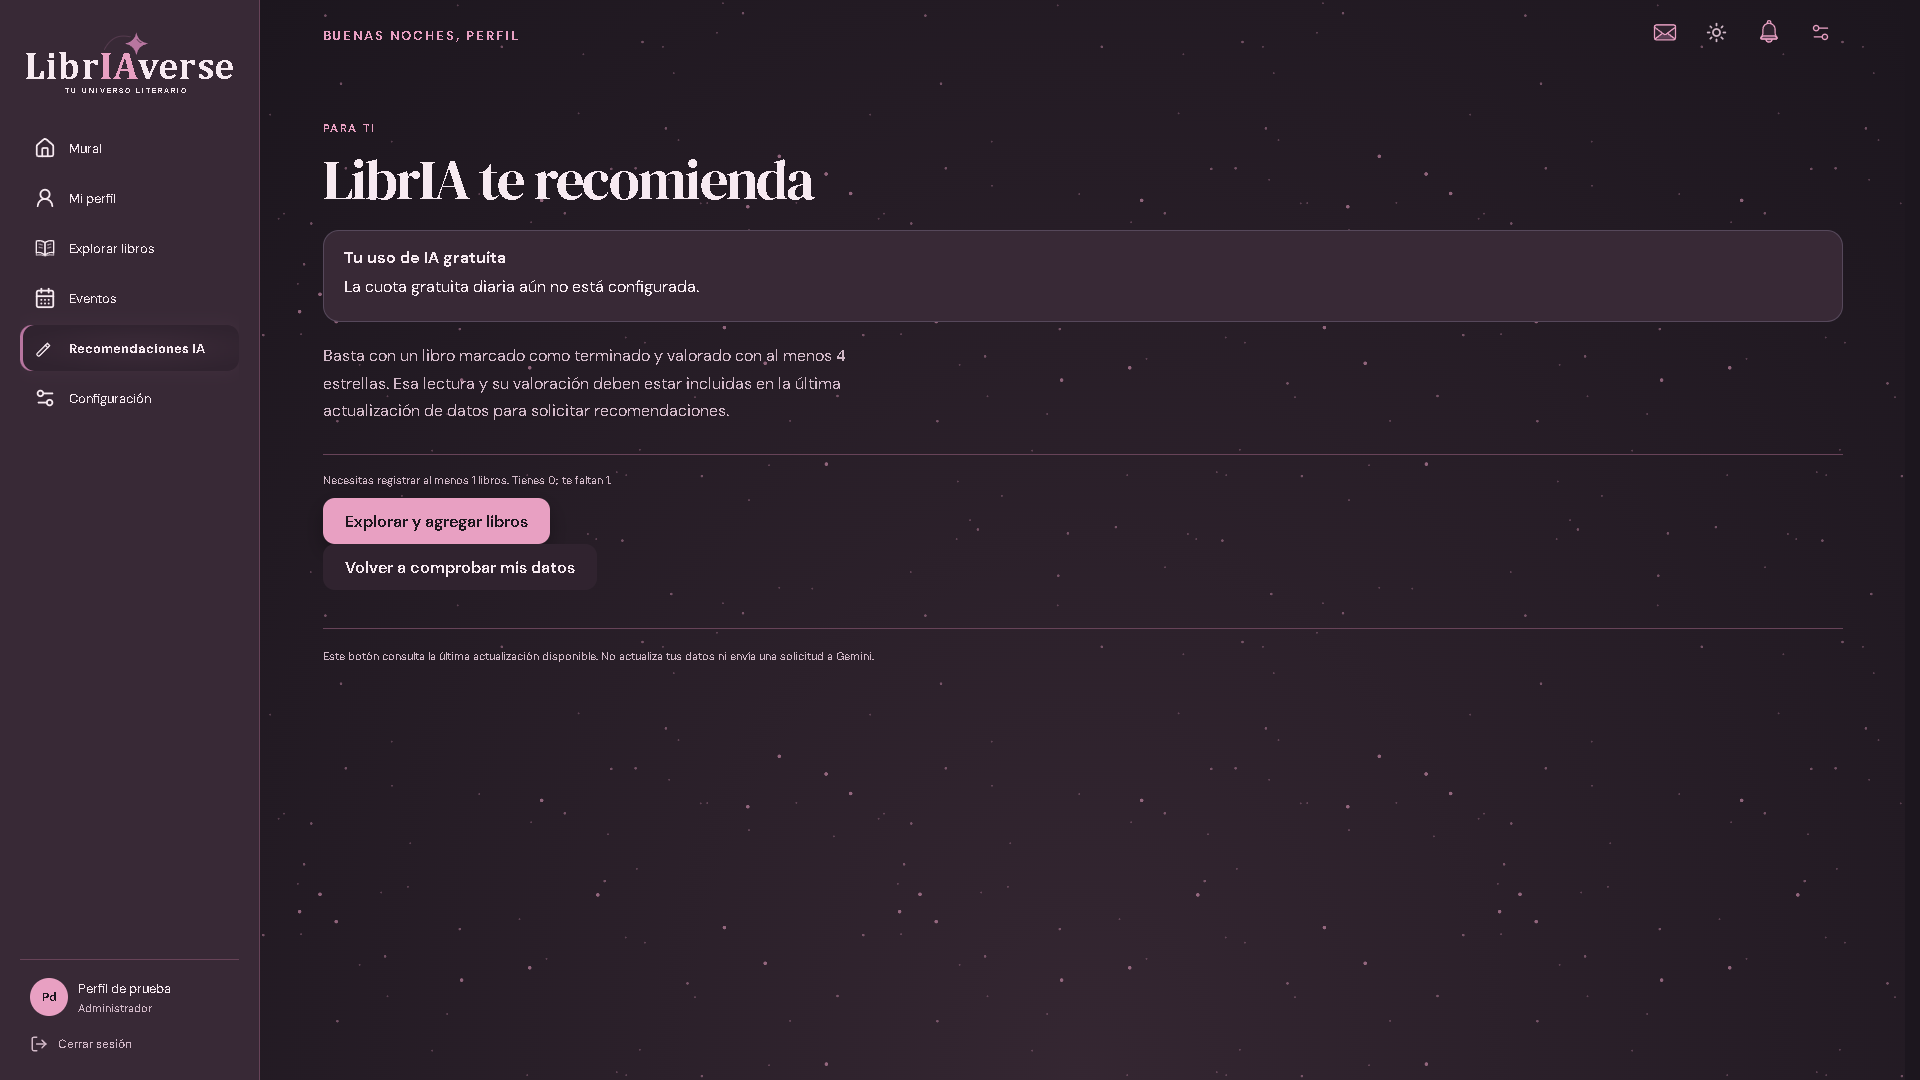 LibrIAverse
TU UNIVERSO LITERARIO
Mural
Mi perfil
Explorar libros
Eventos
Recomendaciones IA
Configuración
Perfil de prueba
Pd
Administrador
Cerrar sesión
BUENAS NOCHES, PERFIL
PARA TI
LibrIA te recomienda
Tu uso de IA gratuita
La cuota gratuita diaria aún no está configurada.
Basta con un libro marcado como terminado y valorado con al menos 4
estrellas. Esa lectura y su valoración deben estar incluidas en la última
actualización de datos para solicitar recomendaciones.
Necesitas registrar al menos 1 libros. Tienes 0; te faltan 1.
Explorar y agregar libros
Volver a comprobar mis datos
Este botón consulta la última actualización disponible. No actualiza tus datos ni envía una solicitud a Gemini.